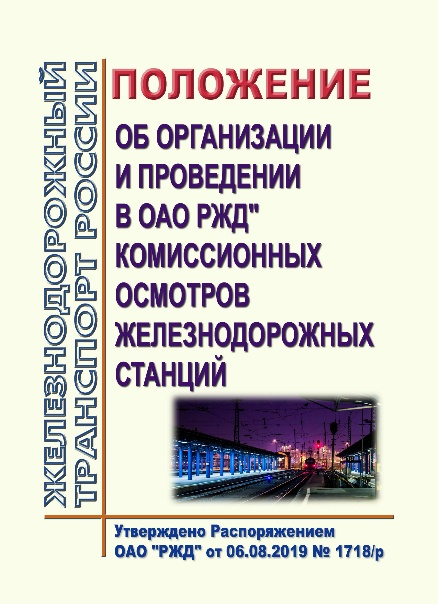 ЖЕЛЕЗНОДОРОЖНЫЙ
ТРАНСПОРТ РОССИИ
ПОЛОЖЕНИЕ
ОБ ОРГАНИЗАЦИИ
И ПРОВЕДЕНИИ
В ОАО РЖД"
КОМИССИОННЫХ
ОСМОТРОВ
ЖЕЛЕЗНОДОРОЖНЫХ
СТАНЦИЙ
Утверждено Распоряжением
ОАО "РЖД" от 06.08.2019 № 1718/р